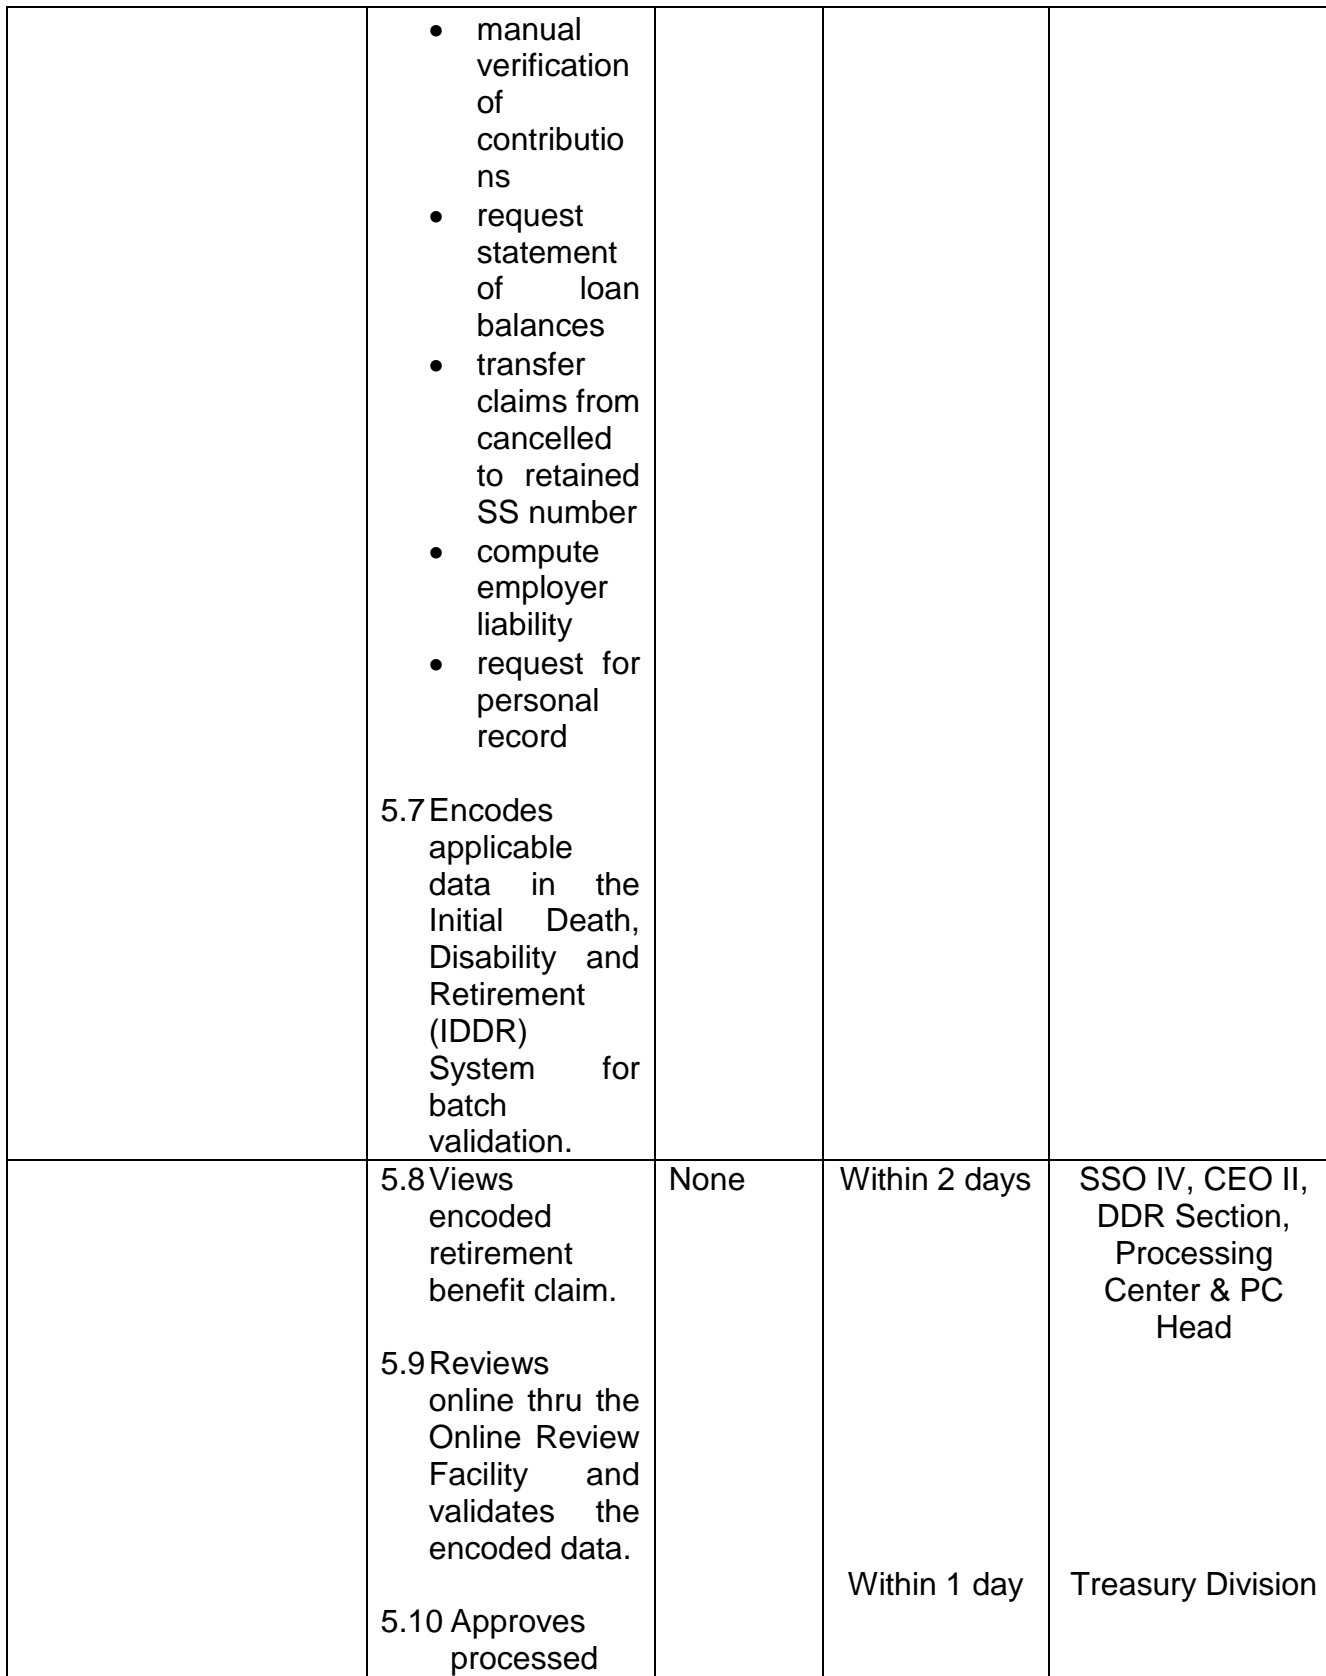 • manual
verification
of
contributio
ns
• request
statement
of loan
balances
• transfer
claims from
cancelled
to retained
SS number
• compute
employer
liability
• request for
personal
record
5.7 Encodes
applicable
data in the
Initial Death,
Disability and
Retirement
(IDDR)
System for
batch
validation.
5.8 Views
encoded
retirement
benefit claim.
5.9 Reviews
online thru the
Online Review
Facility and
validates the
encoded data.
5.10 Approves
processed
None
Within 2 days
Within 1 day
SSO IV, CEO II,
DDR Section,
Processing
Center & PC
Head
Treasury Division